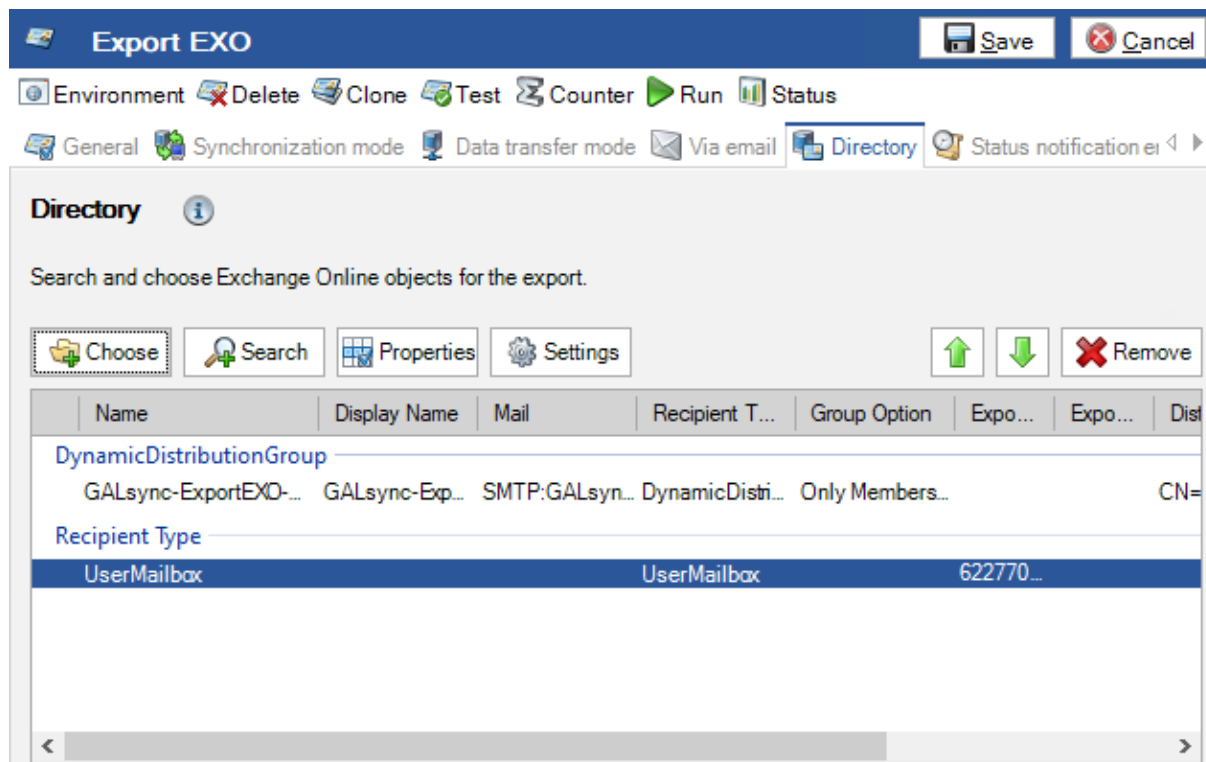 Export EXO Save Cancel
Environment Delete Clone Test Counter Run Status
General Synchronization mode Data transfer mode Via email Directory Status notification er
Directory
Search and choose Exchange Online objects for the export.
Choose Search Properties Settings Remove
Name Display Name Mail Recipient T... Group Option Expo... Expo... Dist
DynamicDistributionGroup
GALsync-ExportEXO-... GALsync-Exp... SMTP:GALsyn... DynamicDistri... Only Members... CN=
Recipient Type
UserMailbox UserMailbox 622770...